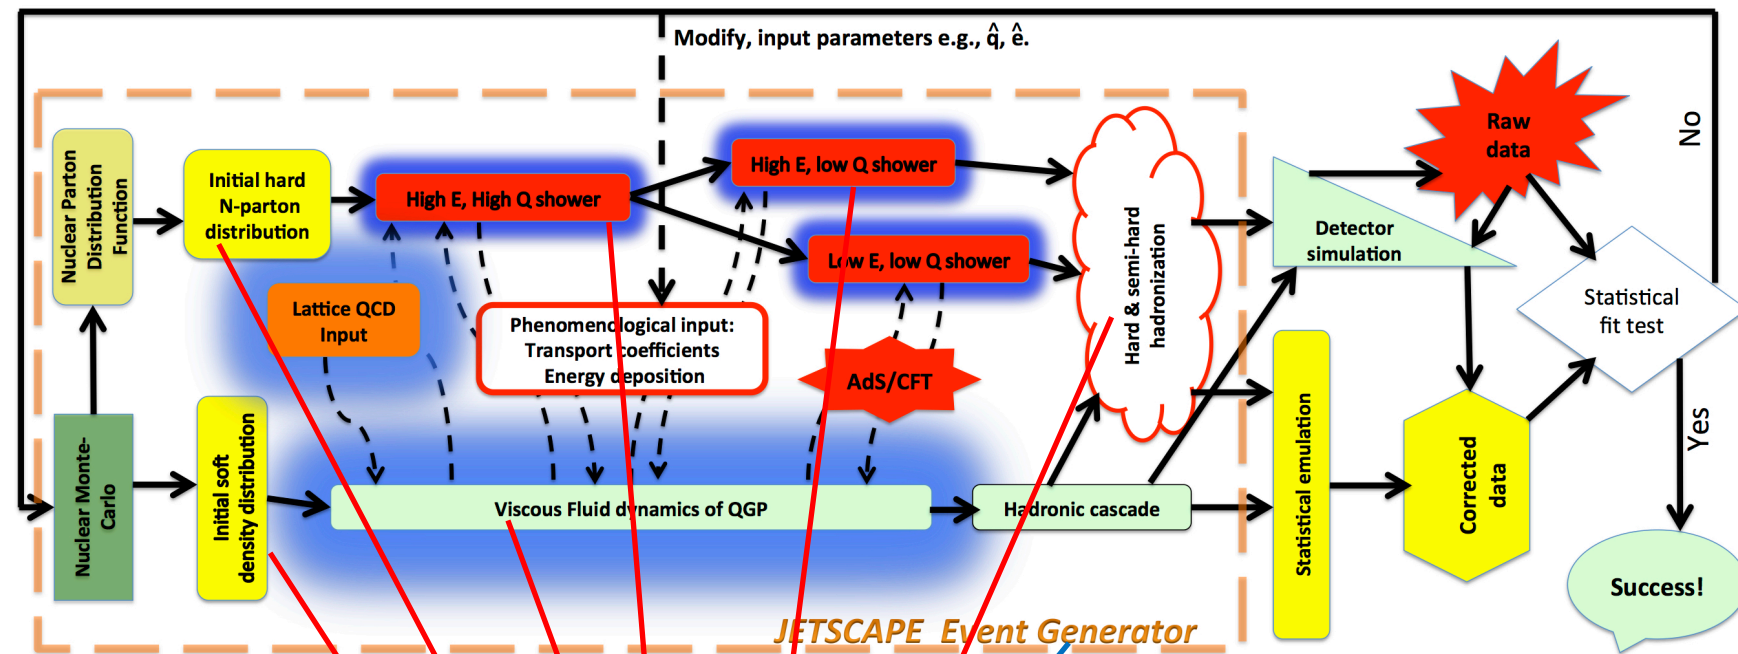 Modify, input parameters e.g., q̂, ê.
Nuclear Parton
Distribution
Function
Initial hard
N-parton
distribution
High E, High Q shower
High E, low Q shower
Low E, low Q shower
Lattice QCD
Input
Phenomenological input:
Transport coefficients
Energy deposition
AdS/CFT
Hard & semi-hard
hadronization
Detector
simulation
Raw
data
No
Statistical
fit test
Yes
Nuclear Monte-
Carlo
Initial soft
density distribution
Viscous Fluid dynamics of QGP
Hadronic cascade
Statistical emulation
Corrected
data
Success!
JETSCAPE Event Generator